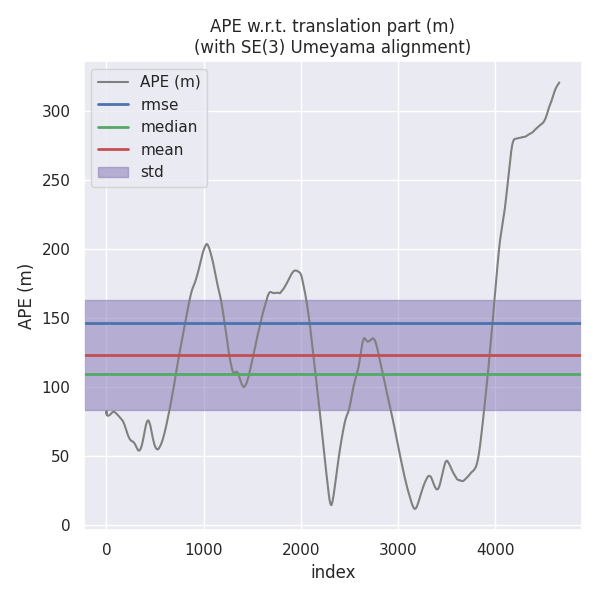 APE w.r.t. translation part (m)
(with SE(3) Umeyama alignment)
APE (m)
rmse
median
mean
std
300
250
200
150
100
50
0
APE (m)
0 1000 2000 3000 4000
index